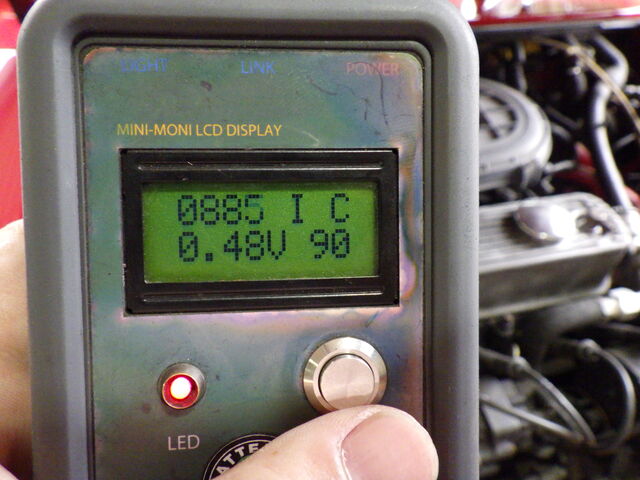 LIGHT LINK POWER
MINI-MONI LCD DISPLAY
0885 I C
0.48V 90
LED